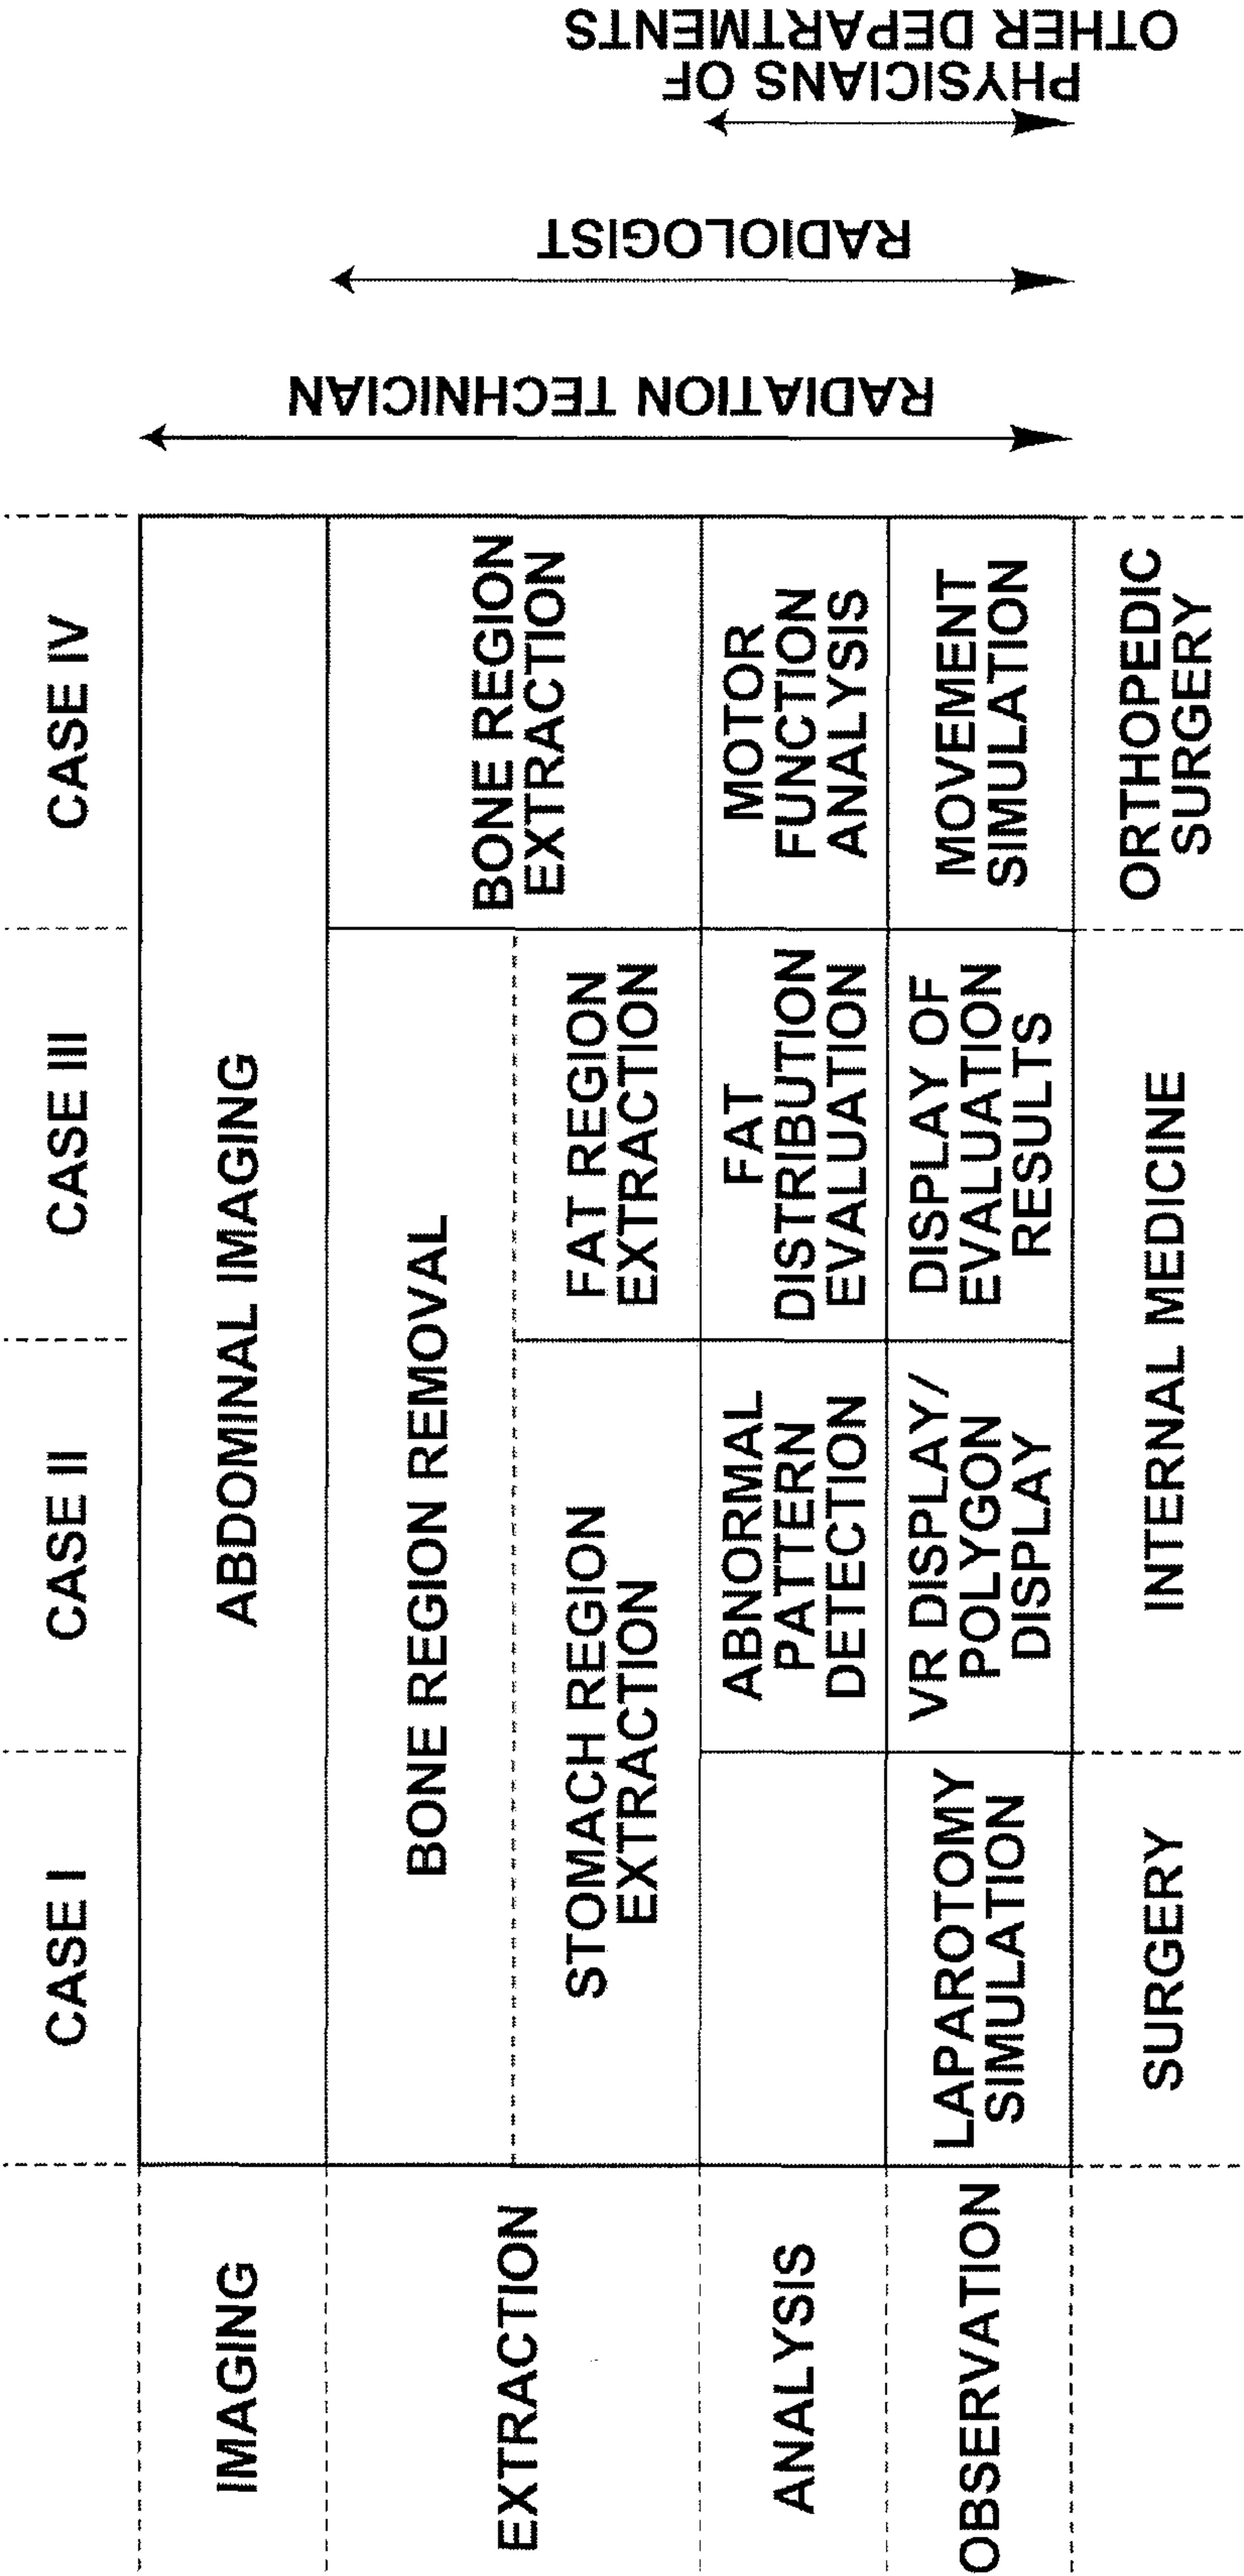 CASE I
CASE II
CASE III
CASE IV
IMAGING
ABDOMINAL IMAGING
EXTRACTION
BONE REGION REMOVAL
BONE REGION
EXTRACTION
STOMACH REGION
EXTRACTION
FAT REGION
EXTRACTION
ANALYSIS
ABNORMAL
PATTERN
DETECTION
FAT
DISTRIBUTION
EVALUATION
MOTOR
FUNCTION
ANALYSIS
OBSERVATION
LAPAROTOMY
SIMULATION
VR DISPLAY/
POLYGON
DISPLAY
DISPLAY OF
EVALUATION
RESULTS
MOVEMENT
SIMULATION
SURGERY
INTERNAL MEDICINE
ORTHOPEDIC
SURGERY
RADIATION TECHNICIAN
RADIOLOGIST
PHYSICIANS OF
OTHER DEPARTMENTS